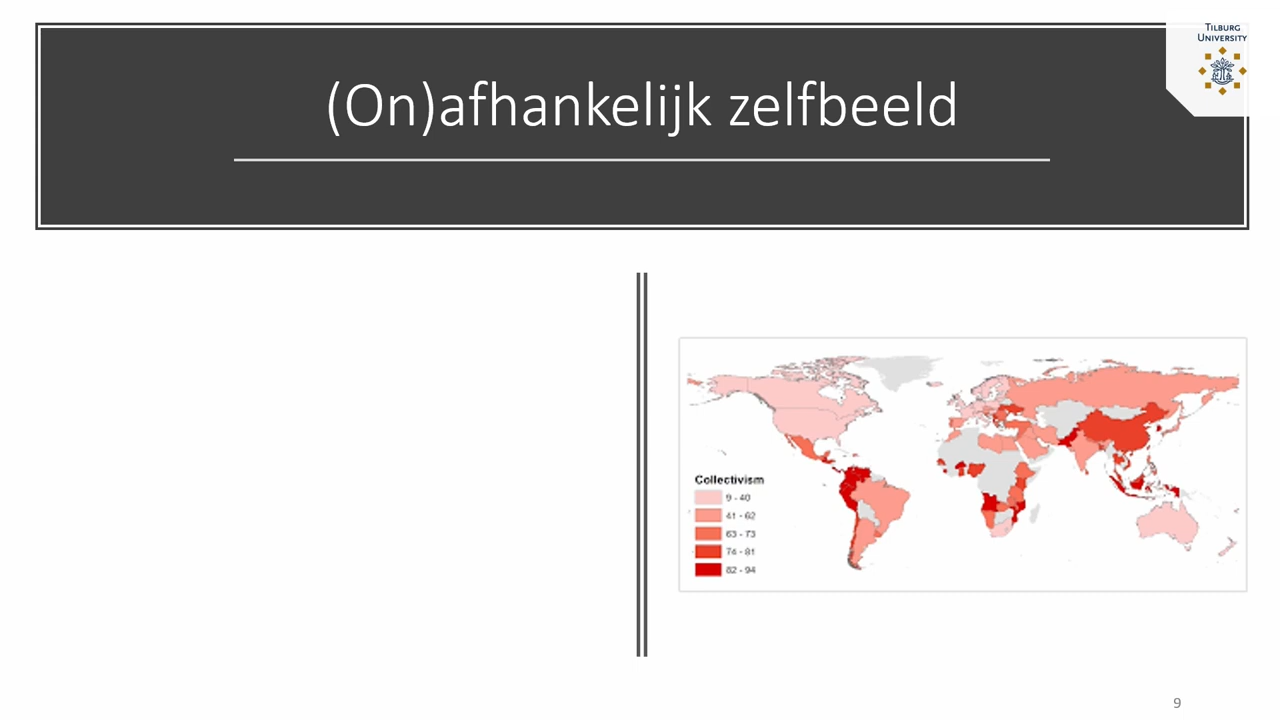 TILBURG
UNIVERSITY
(On)afhankelijk zelfbeeld
Collectivism
9 - 40
41 - 62
63 - 73
74 - 81
82 - 94
9